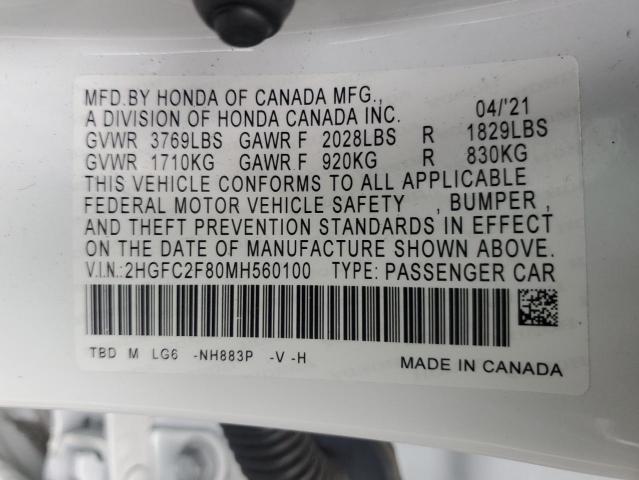 MFD.BY HONDA OF CANADA MFG.,
A DIVISION OF HONDA CANADA INC. 04/'21
GVWR 3769LBS GAWR F 2028LBS R 1829LBS
GVWR 1710KG GAWR F 920KG R 830KG
THIS VEHICLE CONFORMS TO ALL APPLICABLE
FEDERAL MOTOR VEHICLE SAFETY , BUMPER ,
AND THEFT PREVENTION STANDARDS IN EFFECT
ON THE DATE OF MANUFACTURE SHOWN ABOVE.
V.I.N.:2HGFC2F80MH560100 TYPE: PASSENGER CAR
TBD M LG6 -NH883P -V -H
MADE IN CANADA